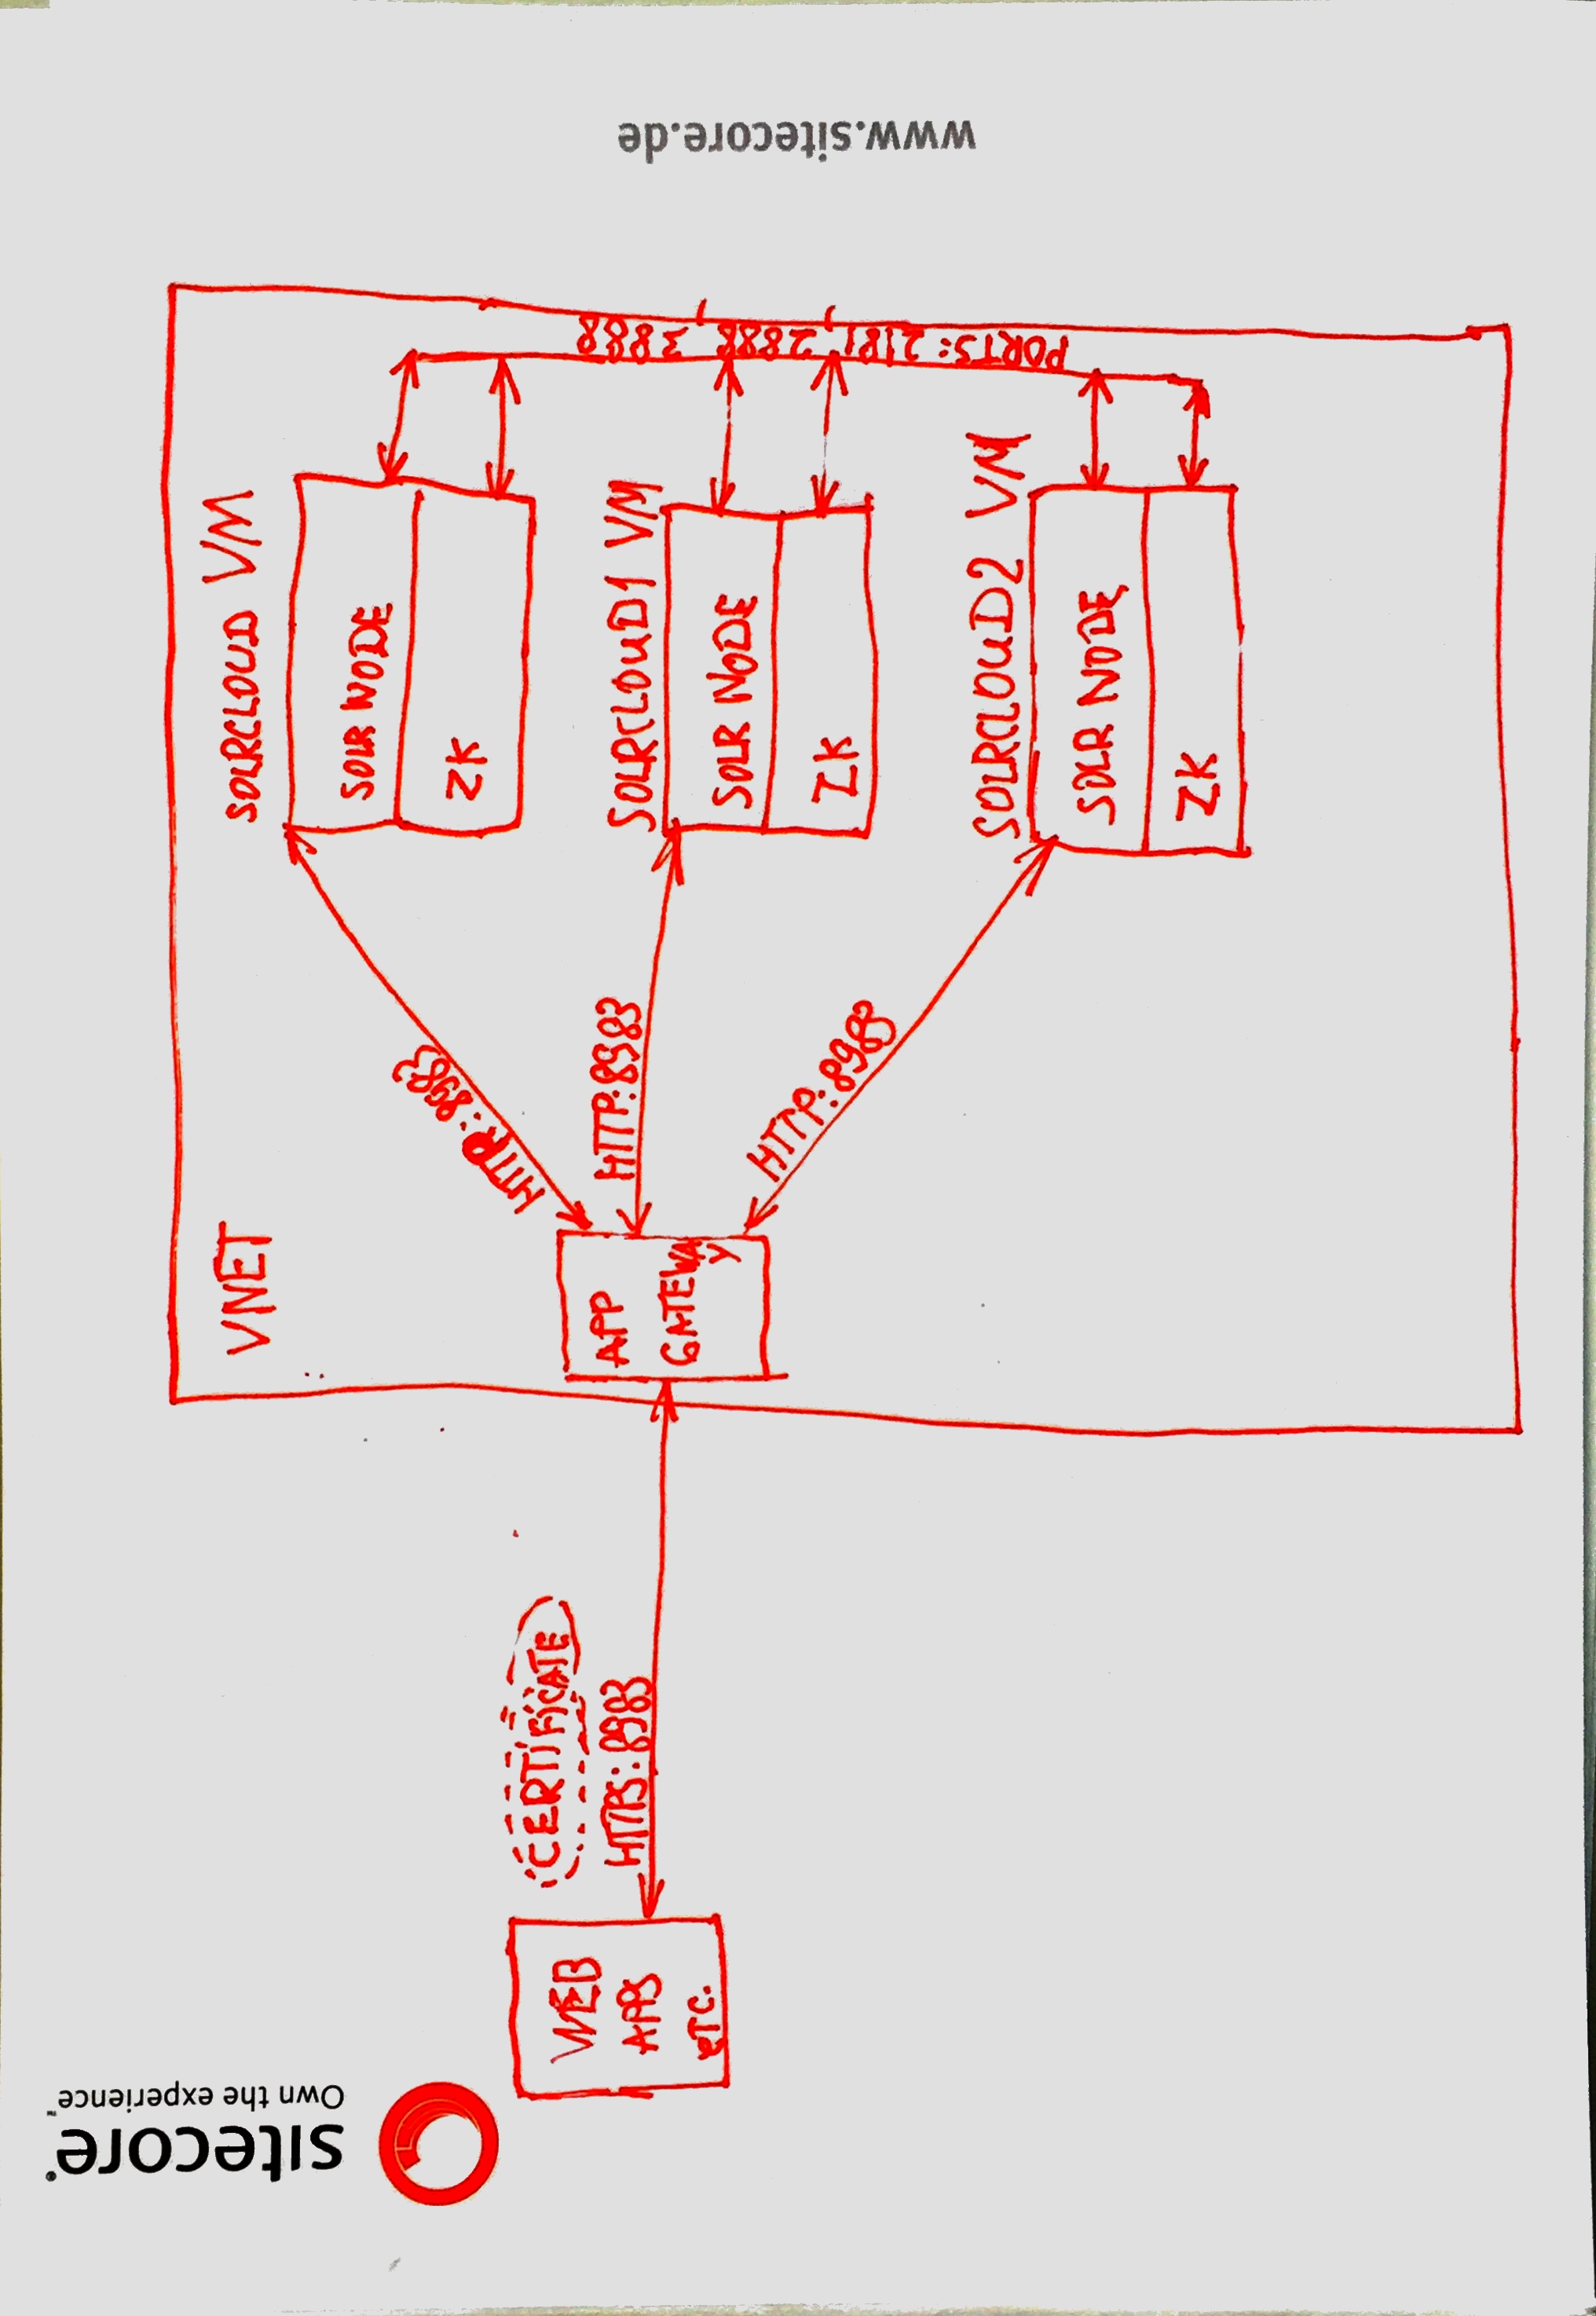 sitecore
Own the experience™
VNET
SOLRCLOUD VM
SOLR NODE
ZK
HTTP:8983
CERTIFICATE
HTTPS:8983
WEB
APPS
eTC.
APP
GATEWA
y
HTTP:8983
SOLRCLOUD1 VM
SOLR NODE
ZK
HTTP:8983
SOLRCLOUD2 VM
SOLR NODE
ZK
PORTS: 2181, 2888, 3888
www.sitecore.de